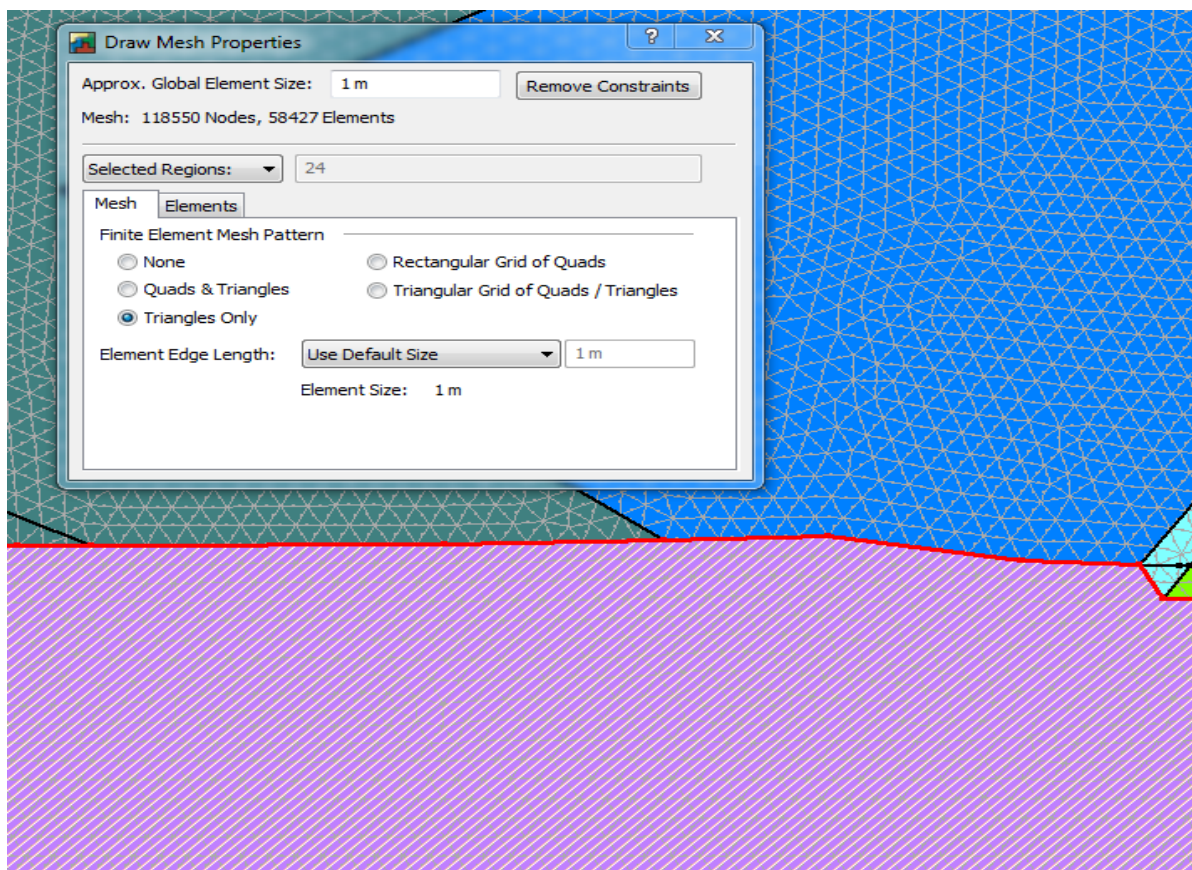 Draw Mesh Properties
?
Approx. Global Element Size: 1 m Remove Constraints
Mesh: 118550 Nodes, 58427 Elements
Selected Regions: 24
Mesh Elements
Finite Element Mesh Pattern
None Rectangular Grid of Quads
Quads & Triangles Triangular Grid of Quads / Triangles
Triangles Only
Element Edge Length: Use Default Size 1 m
Element Size: 1 m